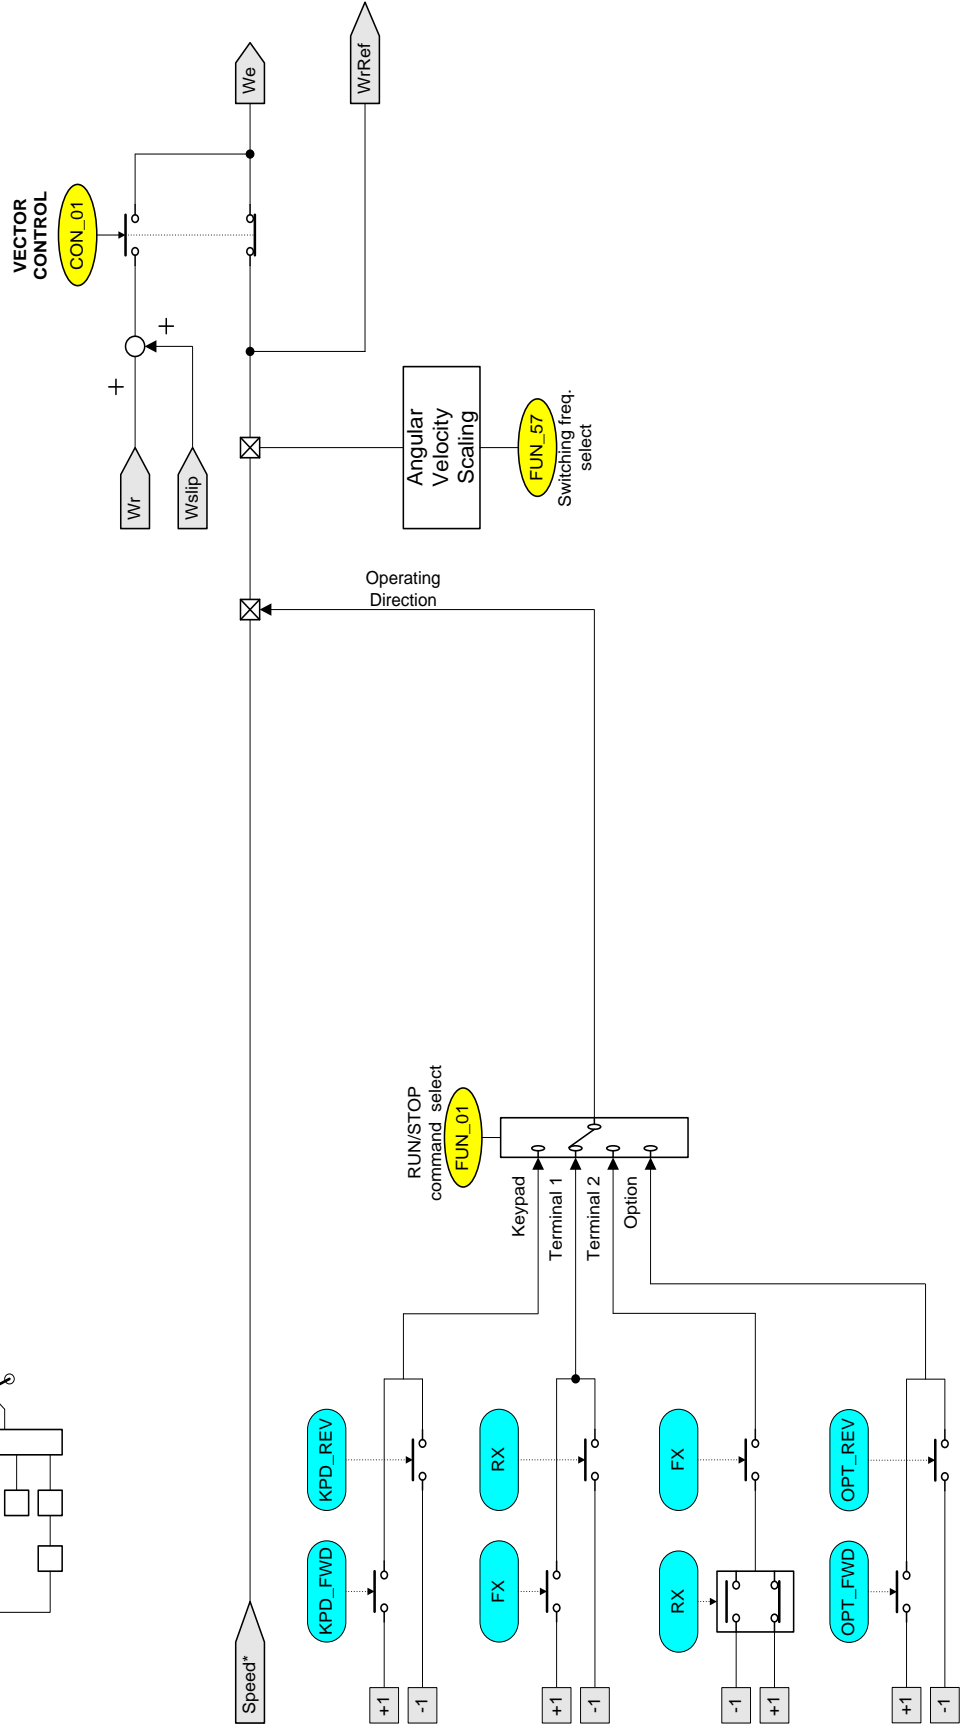 VECTOR
CONTROL
CON_01
We
WrRef
+
+
Wr
Wslip
Angular
Velocity
Scaling
FUN_57
Switching freq.
select
Operating
Direction
RUN/STOP
command select
FUN_01
Keypad
Terminal 1
Terminal 2
Option
Speed*
KPD_FWD
KPD_REV
+1
-1
FX
RX
+1
-1
RX
FX
-1
+1
OPT_FWD
OPT_REV
+1
-1